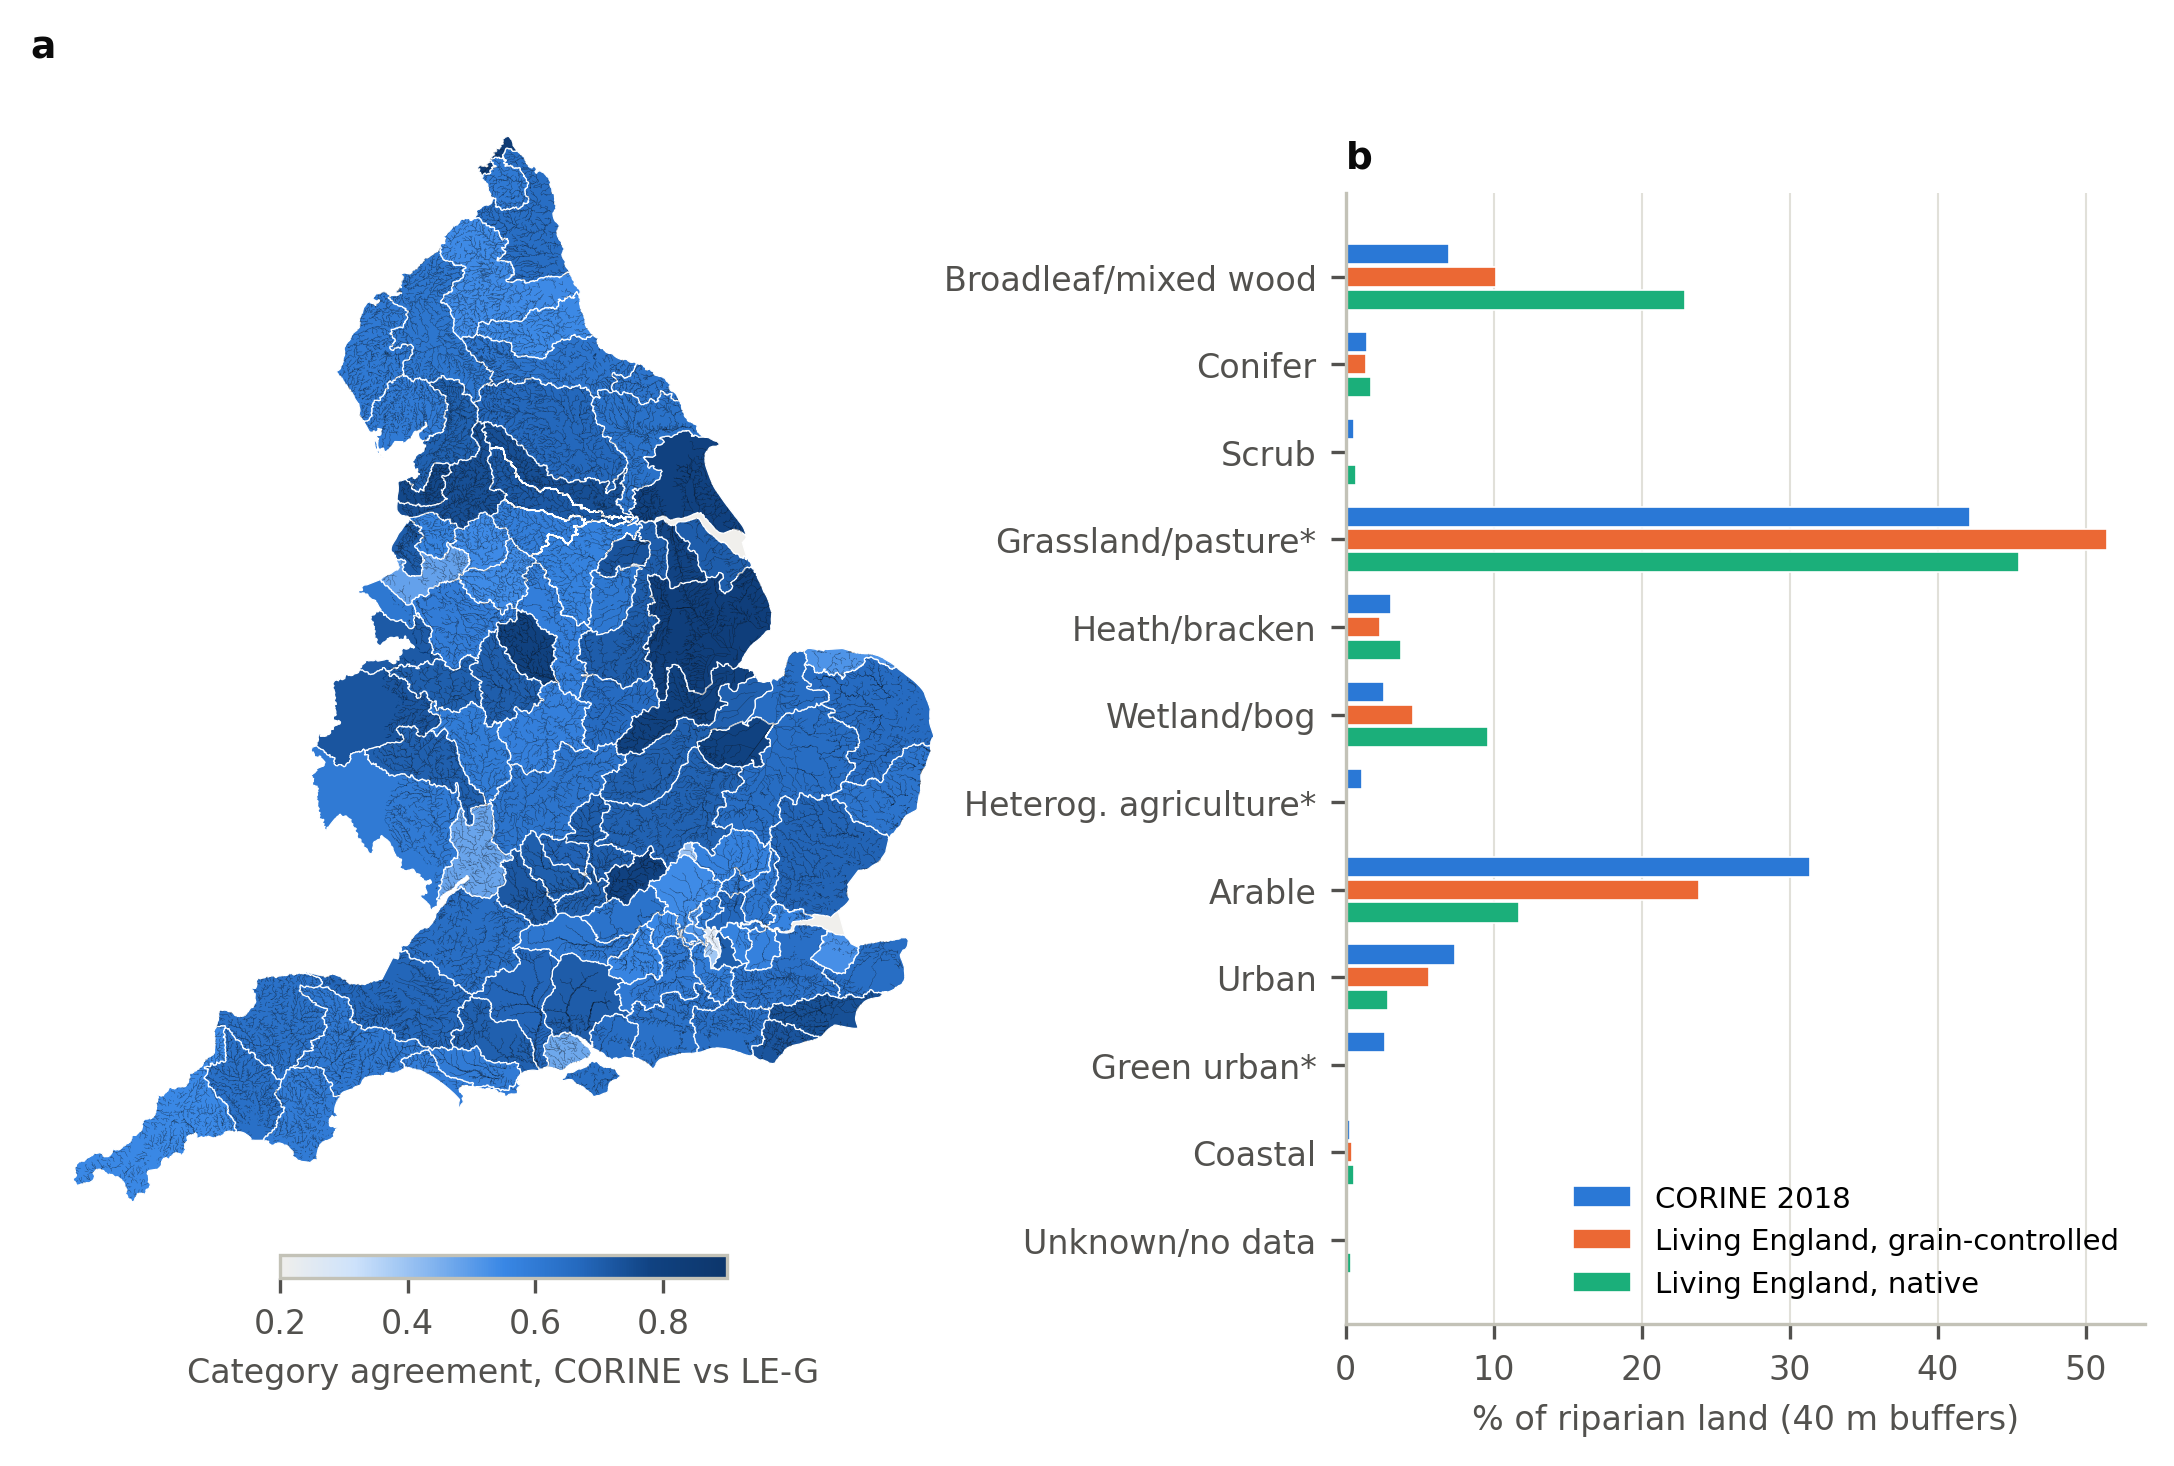 a
0.2 0.4 0.6 0.8
Category agreement, CORINE vs LE-G
b
Broadleaf/mixed wood
Conifer
Scrub
Grassland/pasture*
Heath/bracken
Wetland/bog
Heterog. agriculture*
Arable
Urban
Green urban*
Coastal
Unknown/no data
CORINE 2018
Living England, grain-controlled
Living England, native
0 10 20 30 40 50
% of riparian land (40 m buffers)